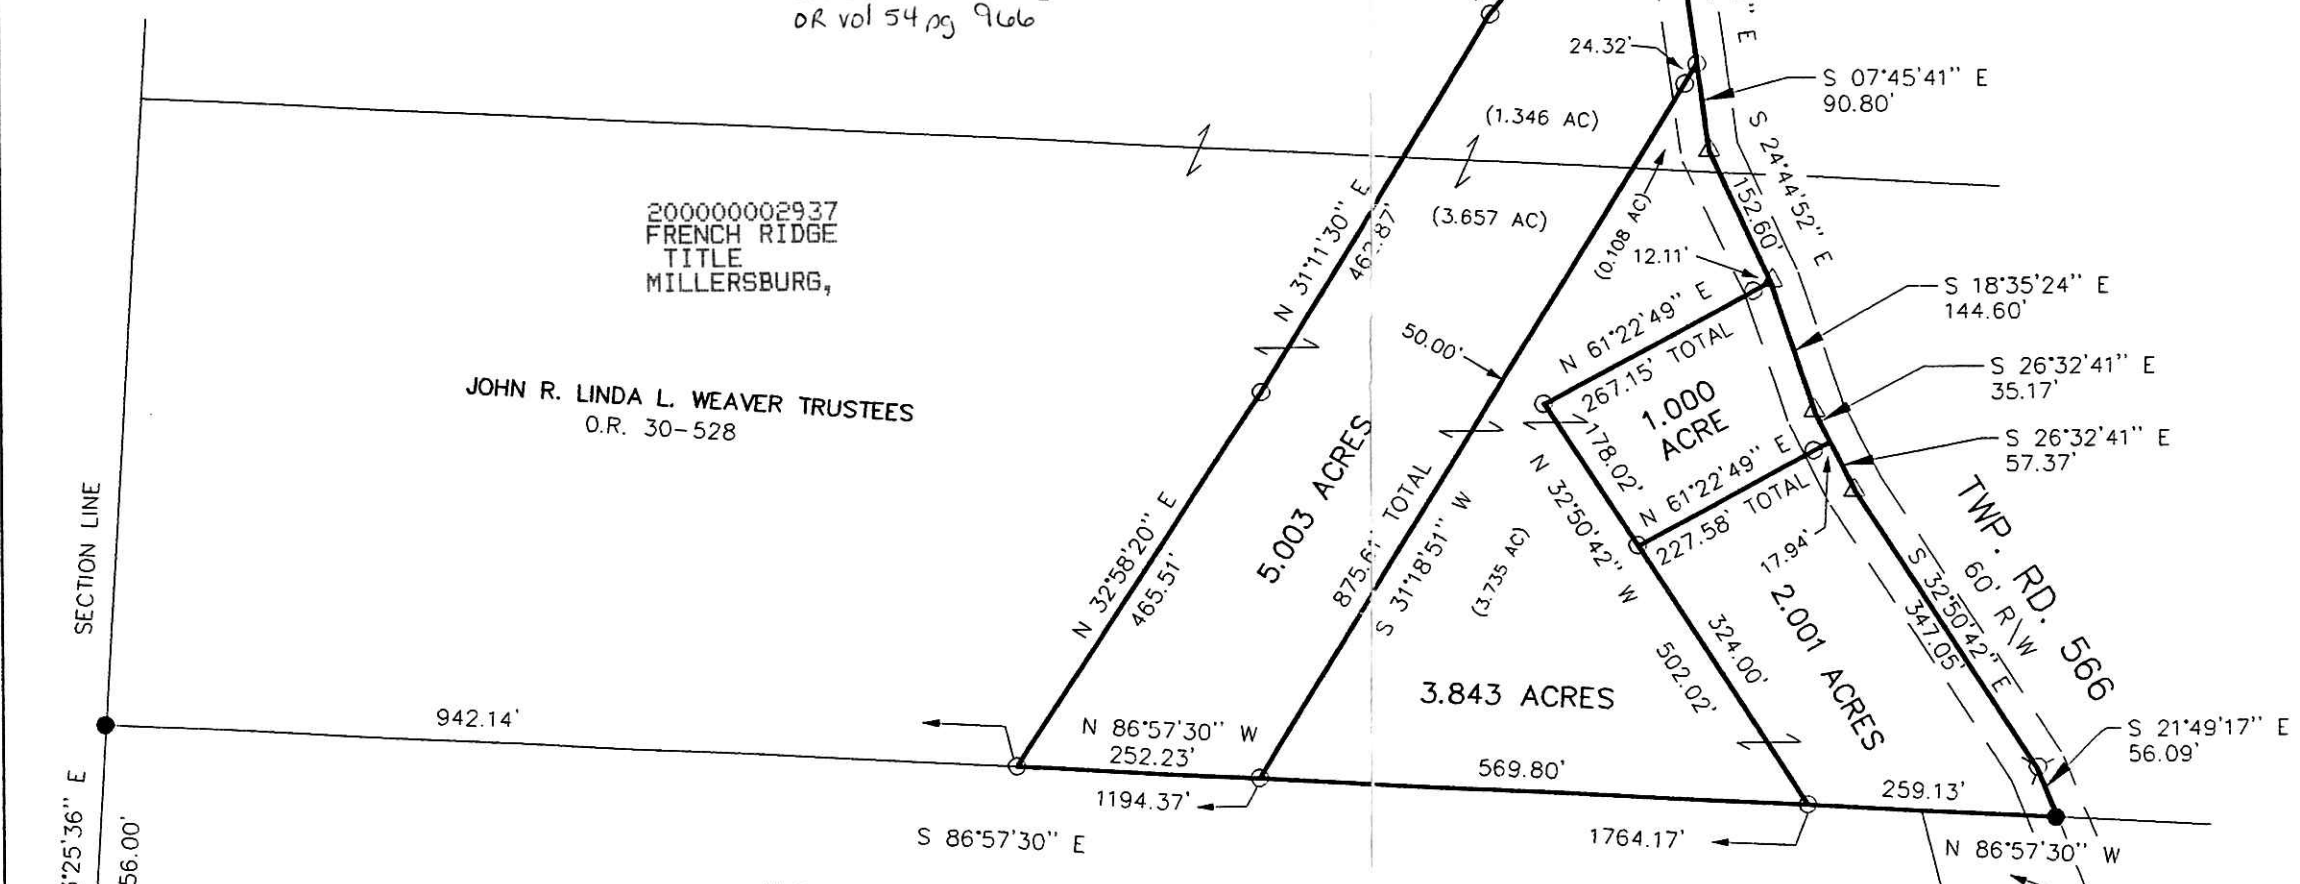 OR vol 54 pg 966
" E
24.32'
S 07°45'41" E
90.80'
(1.346 AC)
S 24°44'52" E
152.60'
200000002937
FRENCH RIDGE
TITLE
MILLERSBURG,
N 31°11'30" E
462.87'
(3.657 AC)
(0.108 AC)
12.11'
S 18°35'24" E
144.60'
50.00'
N 61°22'49" E
267.15' TOTAL
1.000
ACRE
S 26°32'41" E
35.17'
JOHN R. LINDA L. WEAVER TRUSTEES
O.R. 30-528
178.02'
N 61°22'49" E
227.58' TOTAL
S 26°32'41" E
57.37'
SECTION LINE
N 32°58'20" E
465.51'
5.003 ACRES
875.61' TOTAL
S 31°18'51" W
(3.735 AC)
N 32°50'42" W
17.94'
TWP. RD. 566
60' R\W
S 32°50'42" E
347.05'
324.00'
502.02'
2.001 ACRES
3.843 ACRES
942.14'
N 86°57'30" W
252.23'
569.80'
259.13'
S 21°49'17" E
56.09'
1194.37'
S 86°57'30" E
1764.17'
N 86°57'30" W
°25'36" E
56.00'